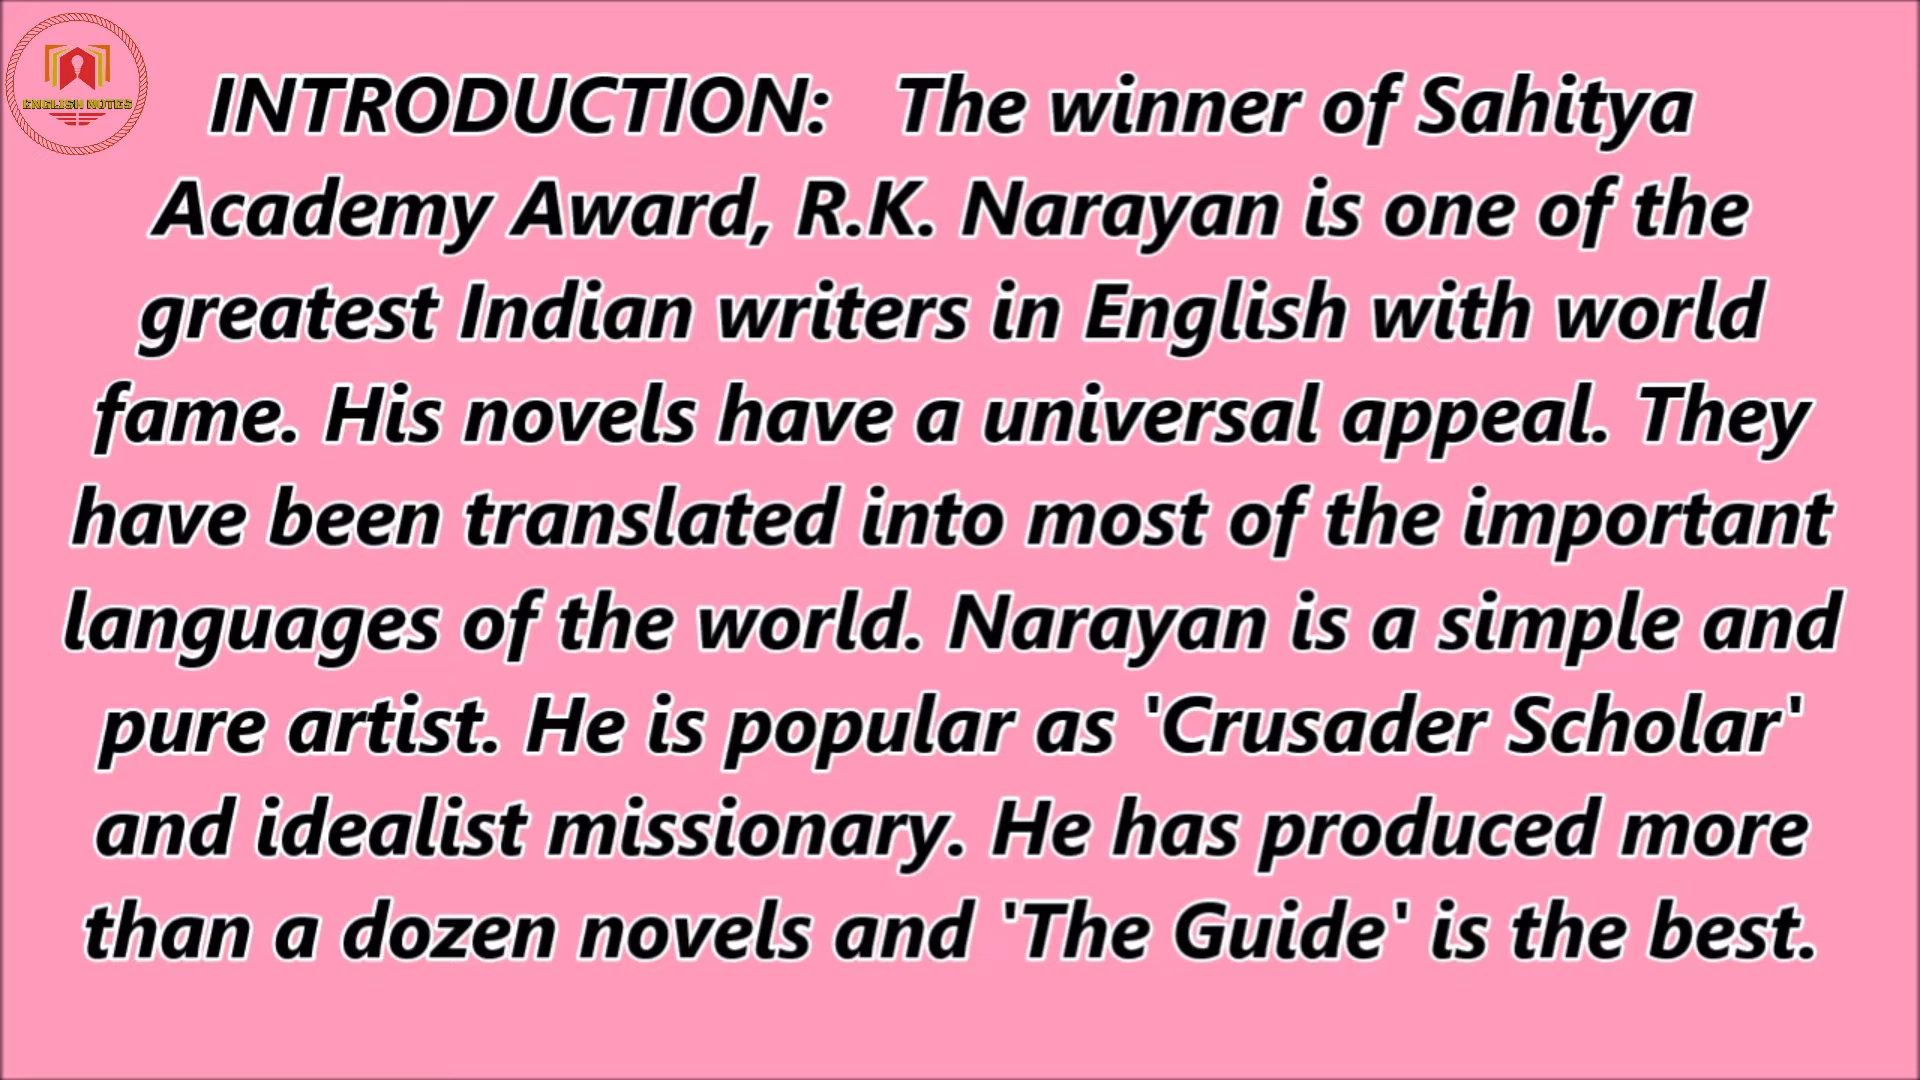 ENGLISH NOTES
INTRODUCTION: The winner of Sahitya
Academy Award, R.K. Narayan is one of the
greatest Indian writers in English with world
fame. His novels have a universal appeal. They
have been translated into most of the important
languages of the world. Narayan is a simple and
pure artist. He is popular as 'Crusader Scholar'
and idealist missionary. He has produced more
than a dozen novels and 'The Guide' is the best.